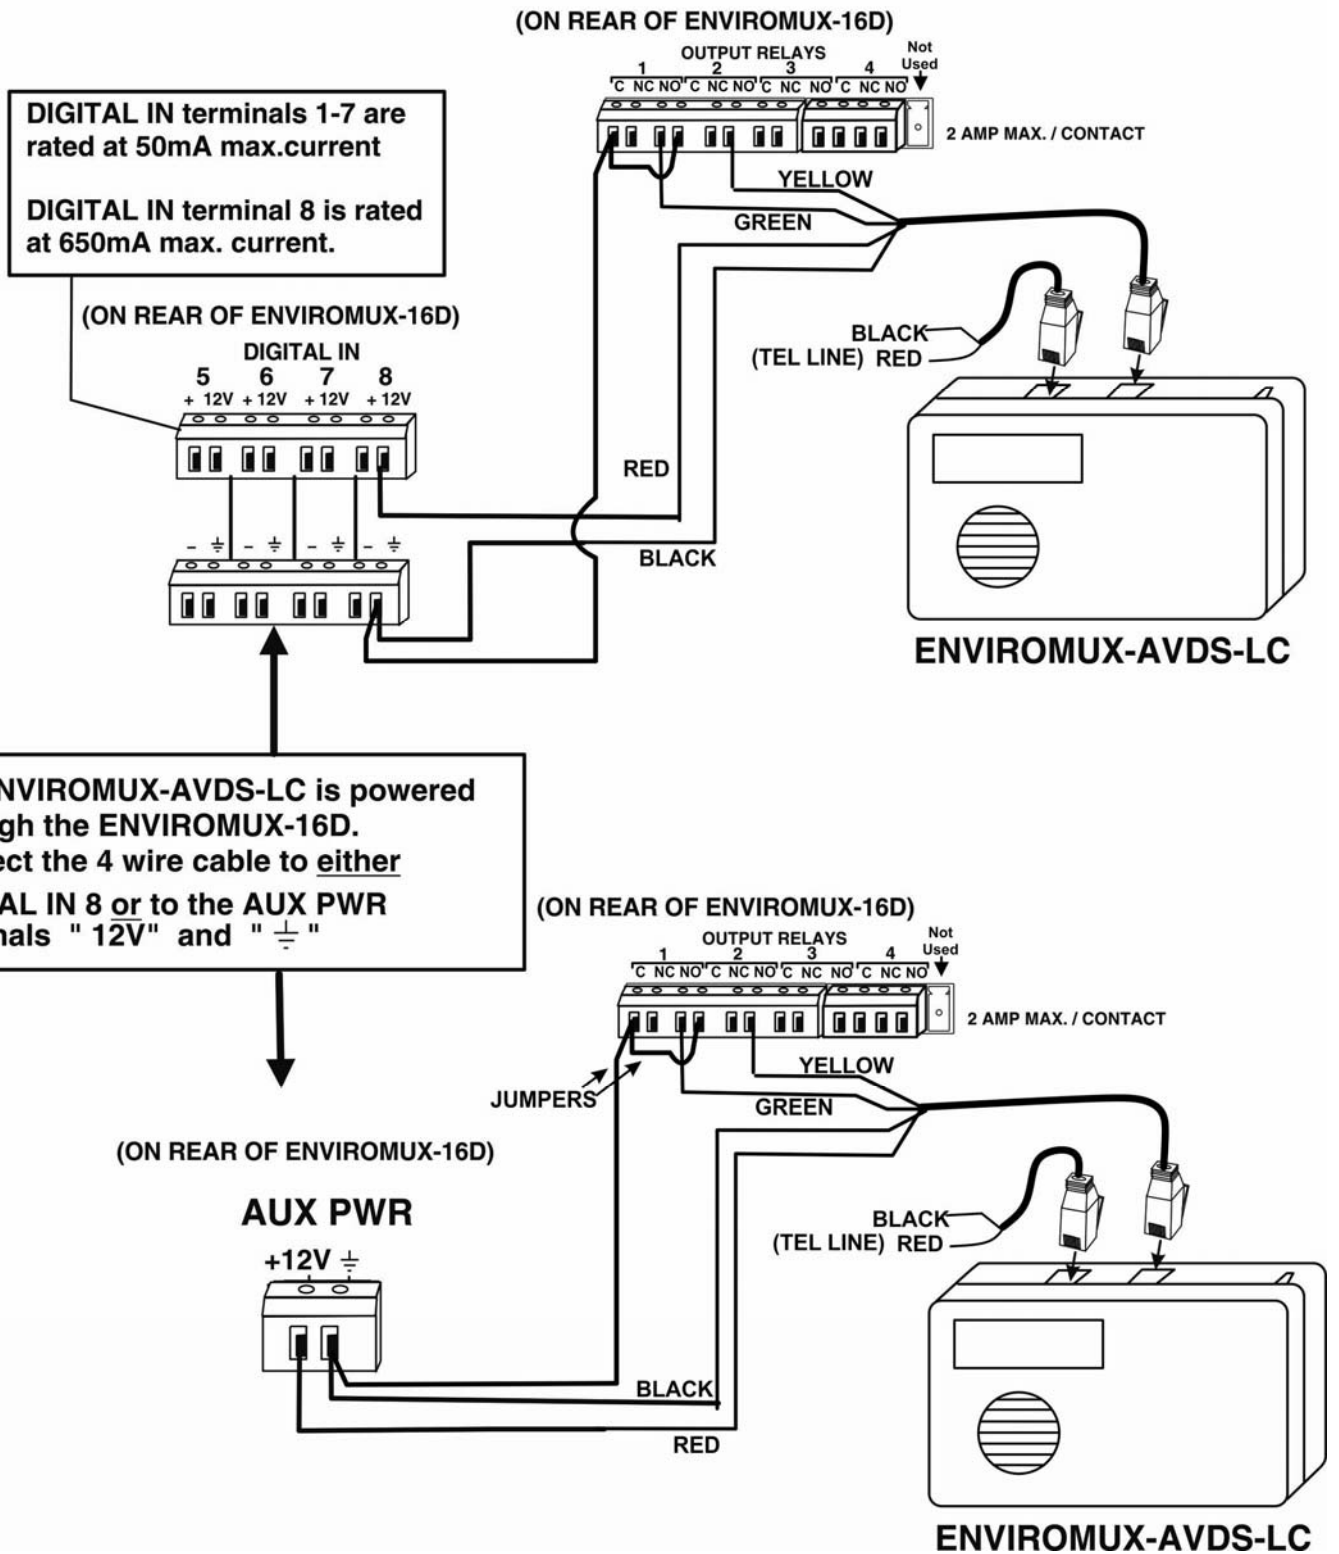 (ON REAR OF ENVIROMUX-16D)
OUTPUT RELAYS
Not
Used
1 2 3 4
C NC NO C NC NO C NC NO C NC NO
2 AMP MAX. / CONTACT
DIGITAL IN terminals 1-7 are
rated at 50mA max.current
DIGITAL IN terminal 8 is rated
at 650mA max. current.
YELLOW
GREEN
(ON REAR OF ENVIROMUX-16D)
DIGITAL IN
5 6 7 8
+ 12V + 12V + 12V + 12V
BLACK
(TEL LINE) RED
RED
- ⏚ - ⏚ - ⏚ - ⏚
BLACK
ENVIROMUX-AVDS-LC
NVIROMUX-AVDS-LC is powered
gh the ENVIROMUX-16D.
ect the 4 wire cable to either
AL IN 8 or to the AUX PWR
nals " 12V" and " ⏚ "
(ON REAR OF ENVIROMUX-16D)
OUTPUT RELAYS
Not
Used
1 2 3 4
C NC NO C NC NO C NC NO C NC NO
2 AMP MAX. / CONTACT
YELLOW
JUMPERS
GREEN
(ON REAR OF ENVIROMUX-16D)
AUX PWR
+12V ⏚
BLACK
(TEL LINE) RED
BLACK
RED
ENVIROMUX-AVDS-LC